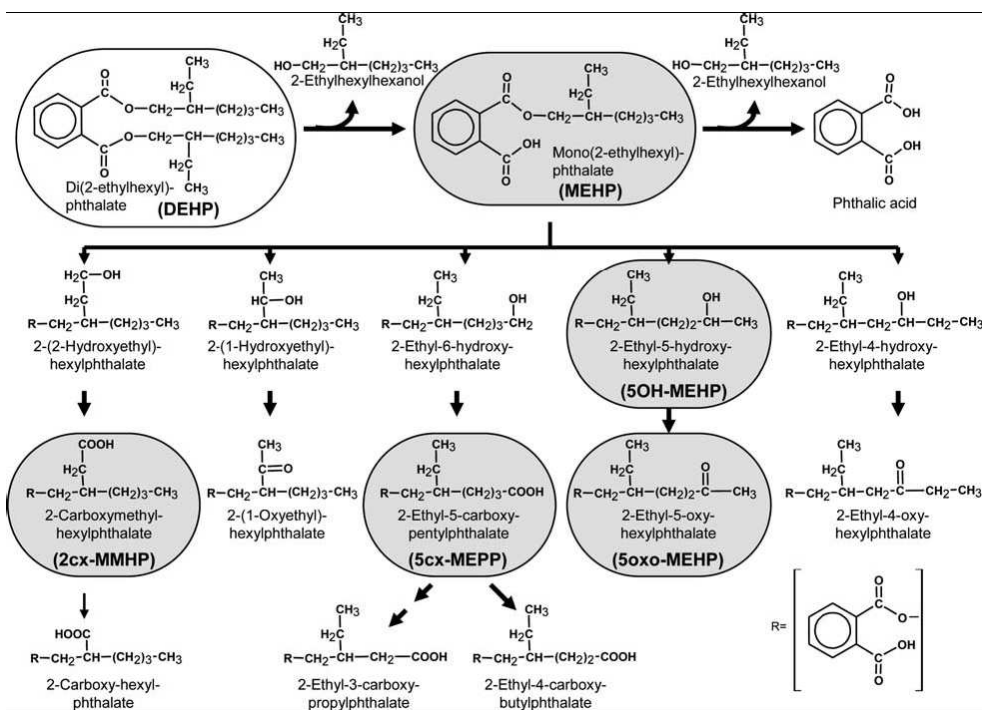 CH3
H2C
HO—CH2—CH—(CH2)3—CH3
2-Ethylhexylhexanol
CH3
H2C
HO—CH2—CH—(CH2)3—CH3
2-Ethylhexylhexanol
O
C
O—CH2—CH—(CH2)3—CH3
H2C
CH3
C
O
O—CH2—CH—(CH2)3—CH3
H2C
CH3
Di(2-ethylhexyl)-
phthalate
(DEHP)
O
C
O—CH2—CH—(CH2)3—CH3
H2C
CH3
OH
C
O
Mono(2-ethylhexyl)-
phthalate
(MEHP)
O
C
OH
OH
C
O
Phthalic acid
H2C—OH
H2C
R—CH2—CH—(CH2)3—CH3
2-(2-Hydroxyethyl)-
hexylphthalate
CH3
HC—OH
R—CH2—CH—(CH2)3—CH3
2-(1-Hydroxyethyl)-
hexylphthalate
CH3
H2C
OH
R—CH2—CH—(CH2)3—CH2
2-Ethyl-6-hydroxy-
hexylphthalate
CH3
H2C
OH
R—CH2—CH—(CH2)2—CH—CH3
2-Ethyl-5-hydroxy-
hexylphthalate
(5OH-MEHP)
CH3
H2C
OH
R—CH2—CH—CH2—CH—CH2—CH3
2-Ethyl-4-hydroxy-
hexylphthalate
COOH
H2C
R—CH2—CH—(CH2)3—CH3
2-Carboxymethyl-
hexylphthalate
(2cx-MMHP)
CH3
C=O
R—CH2—CH—(CH2)3—CH3
2-(1-Oxyethyl)-
hexylphthalate
CH3
H2C
R—CH2—CH—(CH2)3—COOH
2-Ethyl-5-carboxy-
pentylphthalate
(5cx-MEPP)
CH3
H2C
O
R—CH2—CH—(CH2)2—C—CH3
2-Ethyl-5-oxy-
hexylphthalate
(5oxo-MEHP)
CH3
H2C
O
R—CH2—CH—CH2—C—CH2—CH3
2-Ethyl-4-oxy-
hexylphthalate
HOOC
R—CH2—CH—(CH2)3—CH3
2-Carboxy-hexyl-
phthalate
CH3
H2C
R—CH2—CH—CH2—COOH
2-Ethyl-3-carboxy-
propylphthalate
CH3
H2C
R—CH2—CH—(CH2)2—COOH
2-Ethyl-4-carboxy-
butylphthalate
R=
O
C
O—
OH
C
O